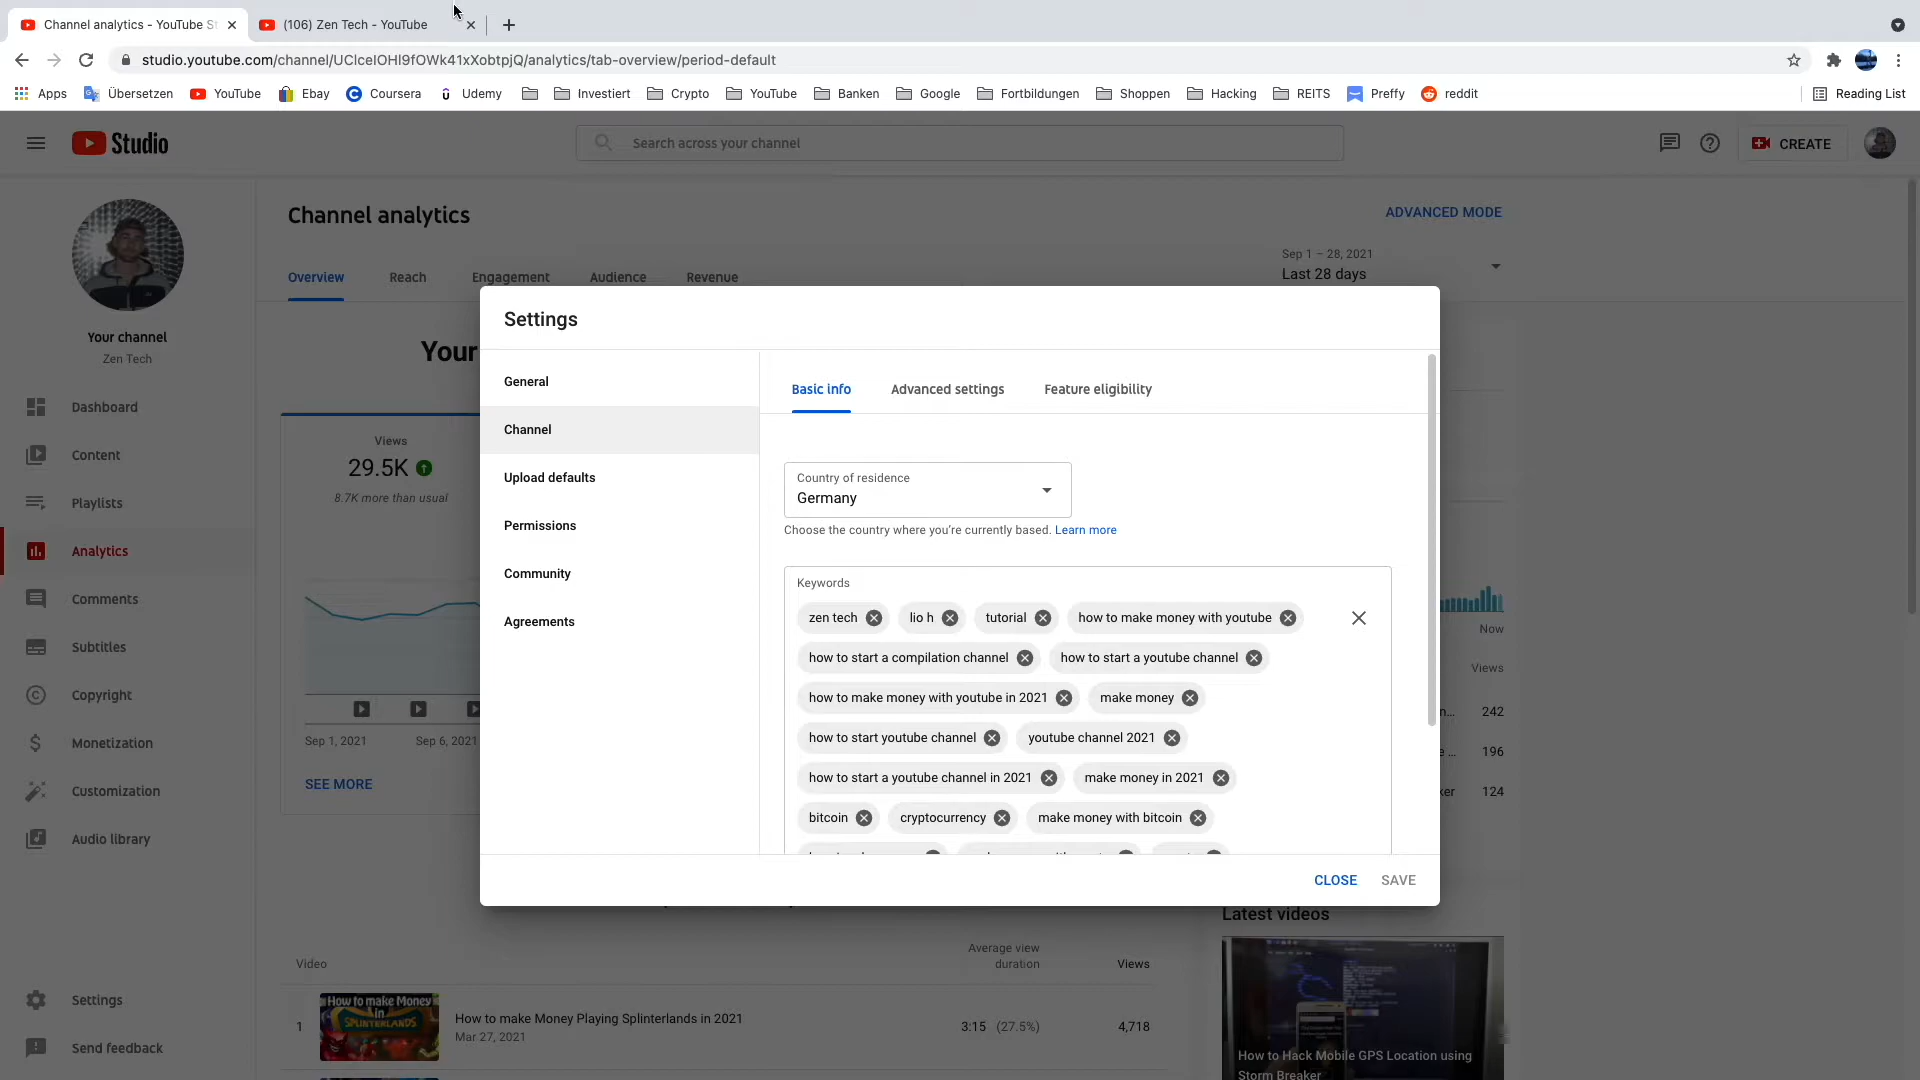 Channel analytics - YouTube St
(106) Zen Tech - YouTube
studio.youtube.com/channel/UClceIOHI9fOWk41xXobtpjQ/analytics/tab-overview/period-default
Apps
Übersetzen
YouTube
Ebay
Coursera
Udemy
Investiert
Crypto
YouTube
Banken
Google
Fortbildungen
Shoppen
Hacking
REITS
Preffy
reddit
Reading List
Studio
Search across your channel
CREATE
Your channel
Zen Tech
Dashboard
Content
Playlists
Analytics
Comments
Subtitles
Copyright
Monetization
Customization
Audio library
Settings
Send feedback
Channel analytics
ADVANCED MODE
Overview
Reach
Engagement
Audience
Revenue
Sep 1 – 28, 2021
Last 28 days
Your
Views
29.5K
8.7K more than usual
Sep 1, 2021
Sep 6, 2021
SEE MORE
Settings
General
Channel
Upload defaults
Permissions
Community
Agreements
Basic info
Advanced settings
Feature eligibility
Country of residence
Germany
Choose the country where you're currently based. Learn more
Keywords
zen tech
lio h
tutorial
how to make money with youtube
how to start a compilation channel
how to start a youtube channel
how to make money with youtube in 2021
make money
how to start youtube channel
youtube channel 2021
how to start a youtube channel in 2021
make money in 2021
bitcoin
cryptocurrency
make money with bitcoin
CLOSE
SAVE
Now
Views
n...
242
e ...
196
ker
124
Latest videos
How to Hack Mobile GPS Location using
Storm Breaker
Video
Average view
duration
Views
1
How to make Money
in
SPLINTERLANDS
How to make Money Playing Splinterlands in 2021
Mar 27, 2021
3:15 (27.5%)
4,718